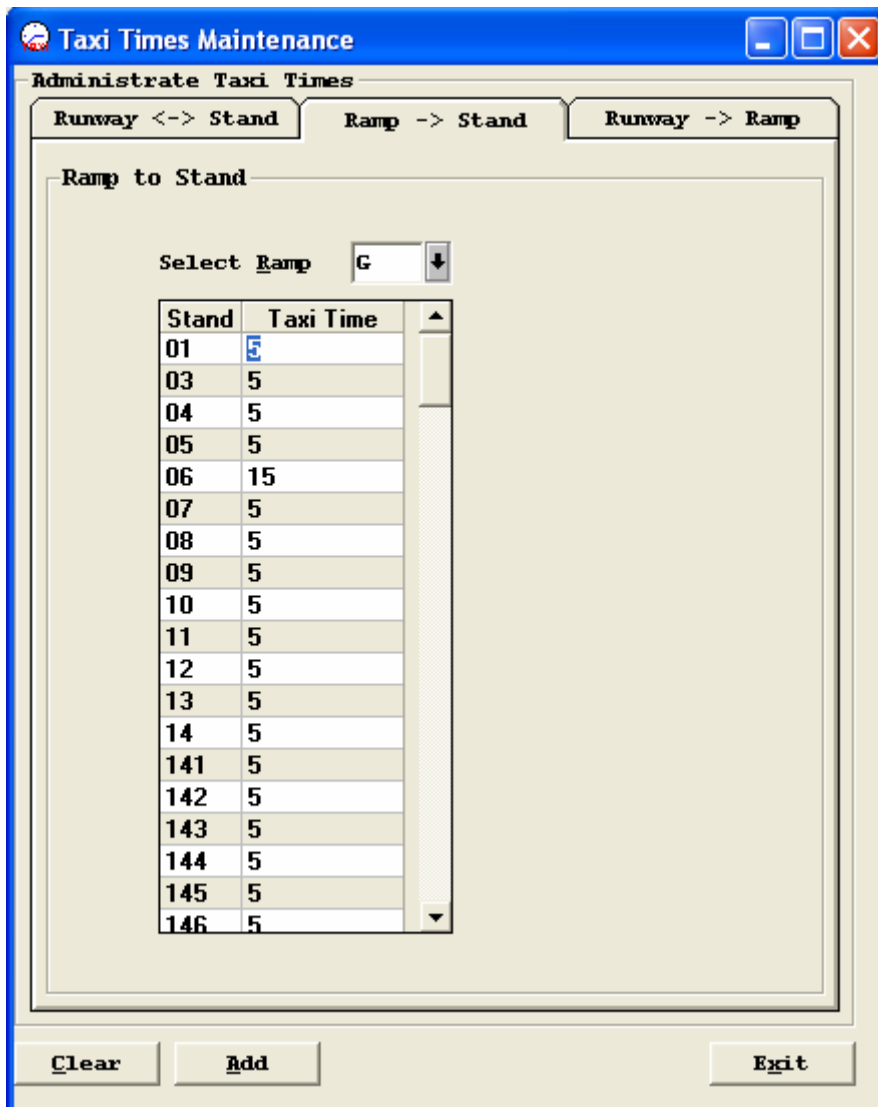 Taxi Times Maintenance
Administrate Taxi Times
Runway <-> Stand Ramp -> Stand Runway -> Ramp
Ramp to Stand
Select Ramp G
Stand Taxi Time
01 5
03 5
04 5
05 5
06 15
07 5
08 5
09 5
10 5
11 5
12 5
13 5
14 5
141 5
142 5
143 5
144 5
145 5
146 5
Clear Add Exit